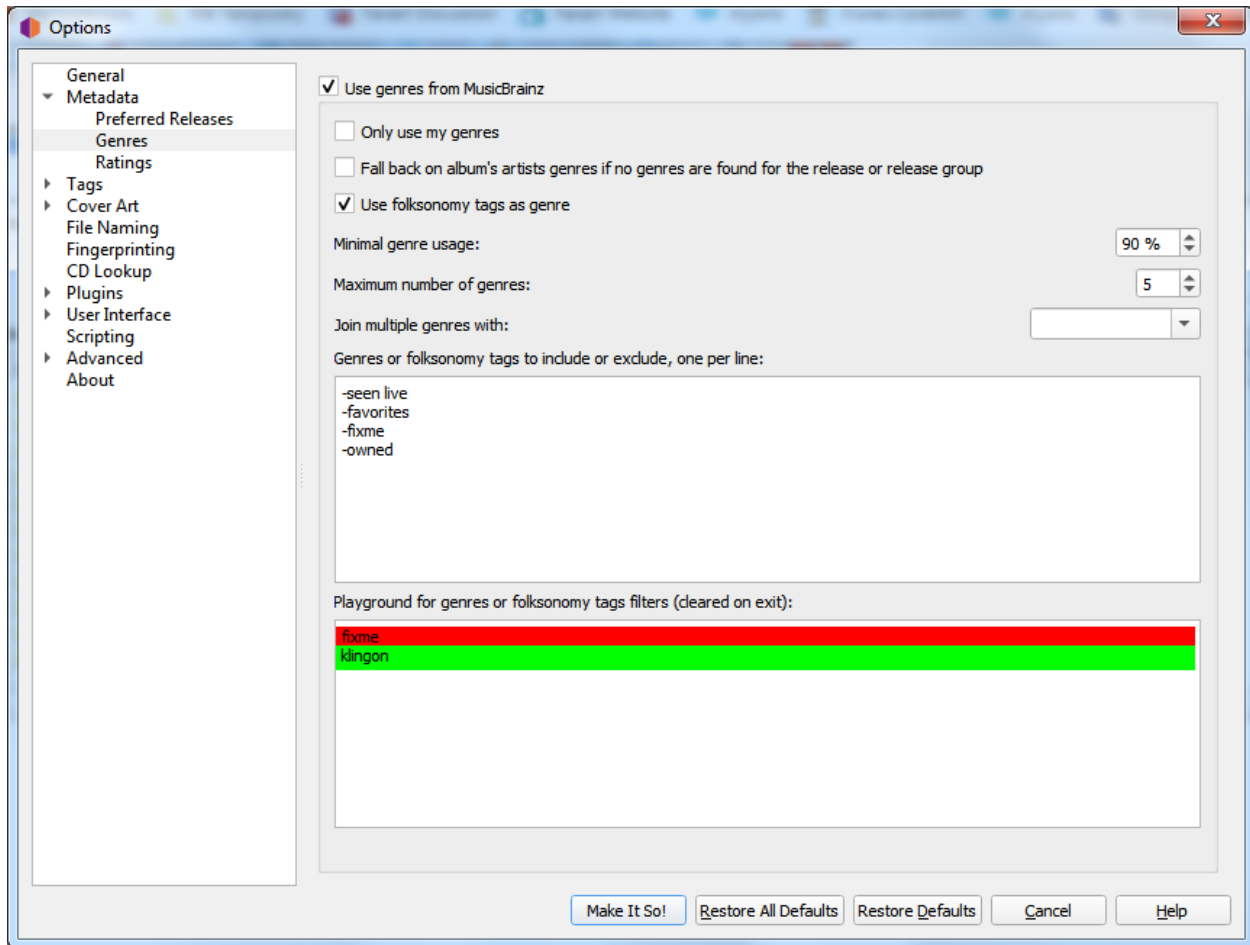 Options
General
Metadata
Preferred Releases
Genres
Ratings
Tags
Cover Art
File Naming
Fingerprinting
CD Lookup
Plugins
User Interface
Scripting
Advanced
About
Use genres from MusicBrainz
Only use my genres
Fall back on album's artists genres if no genres are found for the release or release group
Use folksonomy tags as genre
Minimal genre usage: 90 %
Maximum number of genres: 5
Join multiple genres with:
Genres or folksonomy tags to include or exclude, one per line:
-seen live
-favorites
-fixme
-owned
Playground for genres or folksonomy tags filters (cleared on exit):
fixme
klingon
Make It So! Restore All Defaults Restore Defaults Cancel Help